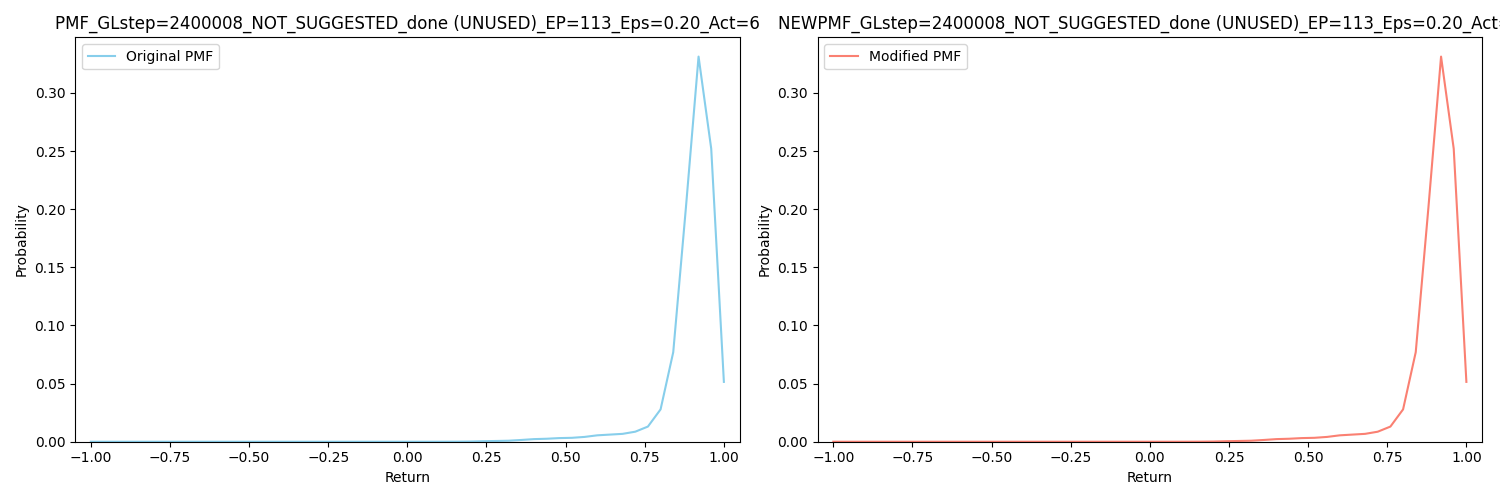 PMF_GLstep=2400008_NOT_SUGGESTED_done (UNUSED)_EP=113_Eps=0.20_Act=6
Original PMF
Probability
0.30
0.25
0.20
0.15
0.10
0.05
0.00
−1.00 −0.75 −0.50 −0.25 0.00 0.25 0.50 0.75 1.00
Return
NEWPMF_GLstep=2400008_NOT_SUGGESTED_done (UNUSED)_EP=113_Eps=0.20_Act=
Modified PMF
Probability
0.30
0.25
0.20
0.15
0.10
0.05
0.00
−1.00 −0.75 −0.50 −0.25 0.00 0.25 0.50 0.75 1.00
Return